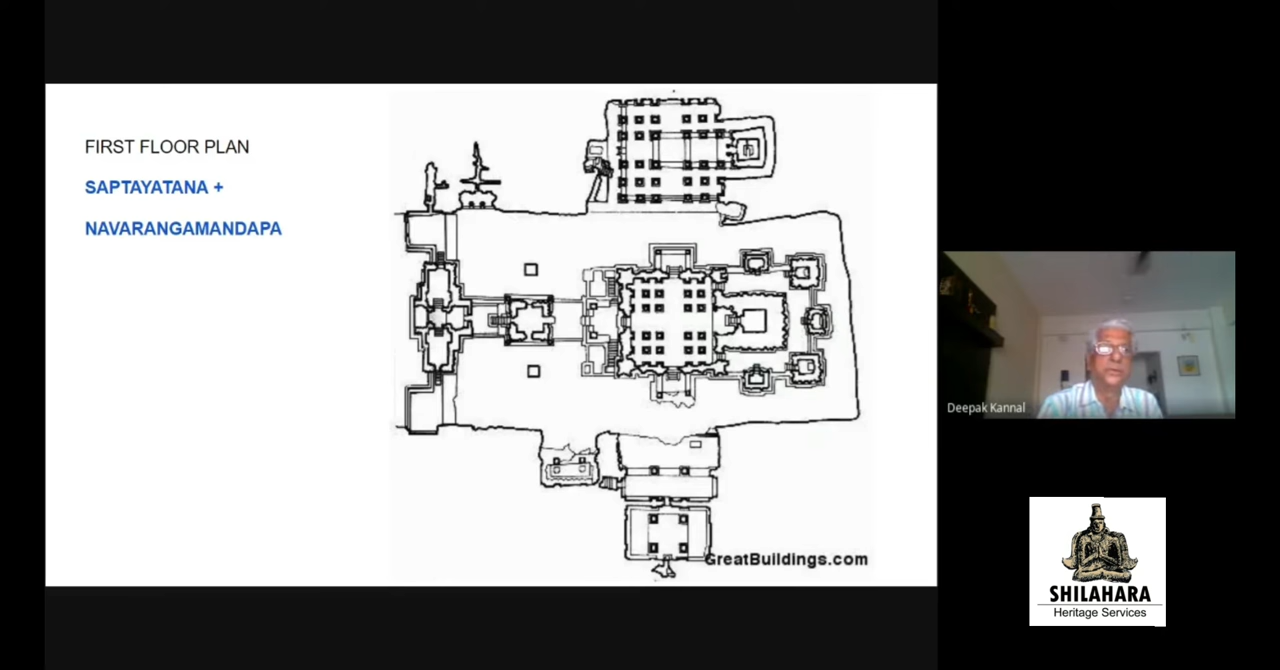 FIRST FLOOR PLAN
SAPTAYATANA +
NAVARANGAMANDAPA
GreatBuildings.com
Deepak Kannal
SHILAHARA
Heritage Services